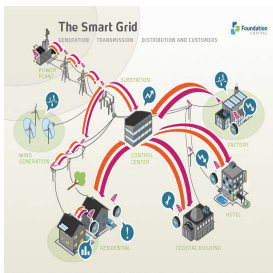 The Smart Grid
Foundation
CAPITAL
GENERATION TRANSMISSION DISTRIBUTION AND CUSTOMERS
POWER
PLANT
SUBSTATION
WIND
GENERATION
CONTROL
CENTER
FACTORY
HOTEL
RESIDENTIAL
FEDERAL BUILDING